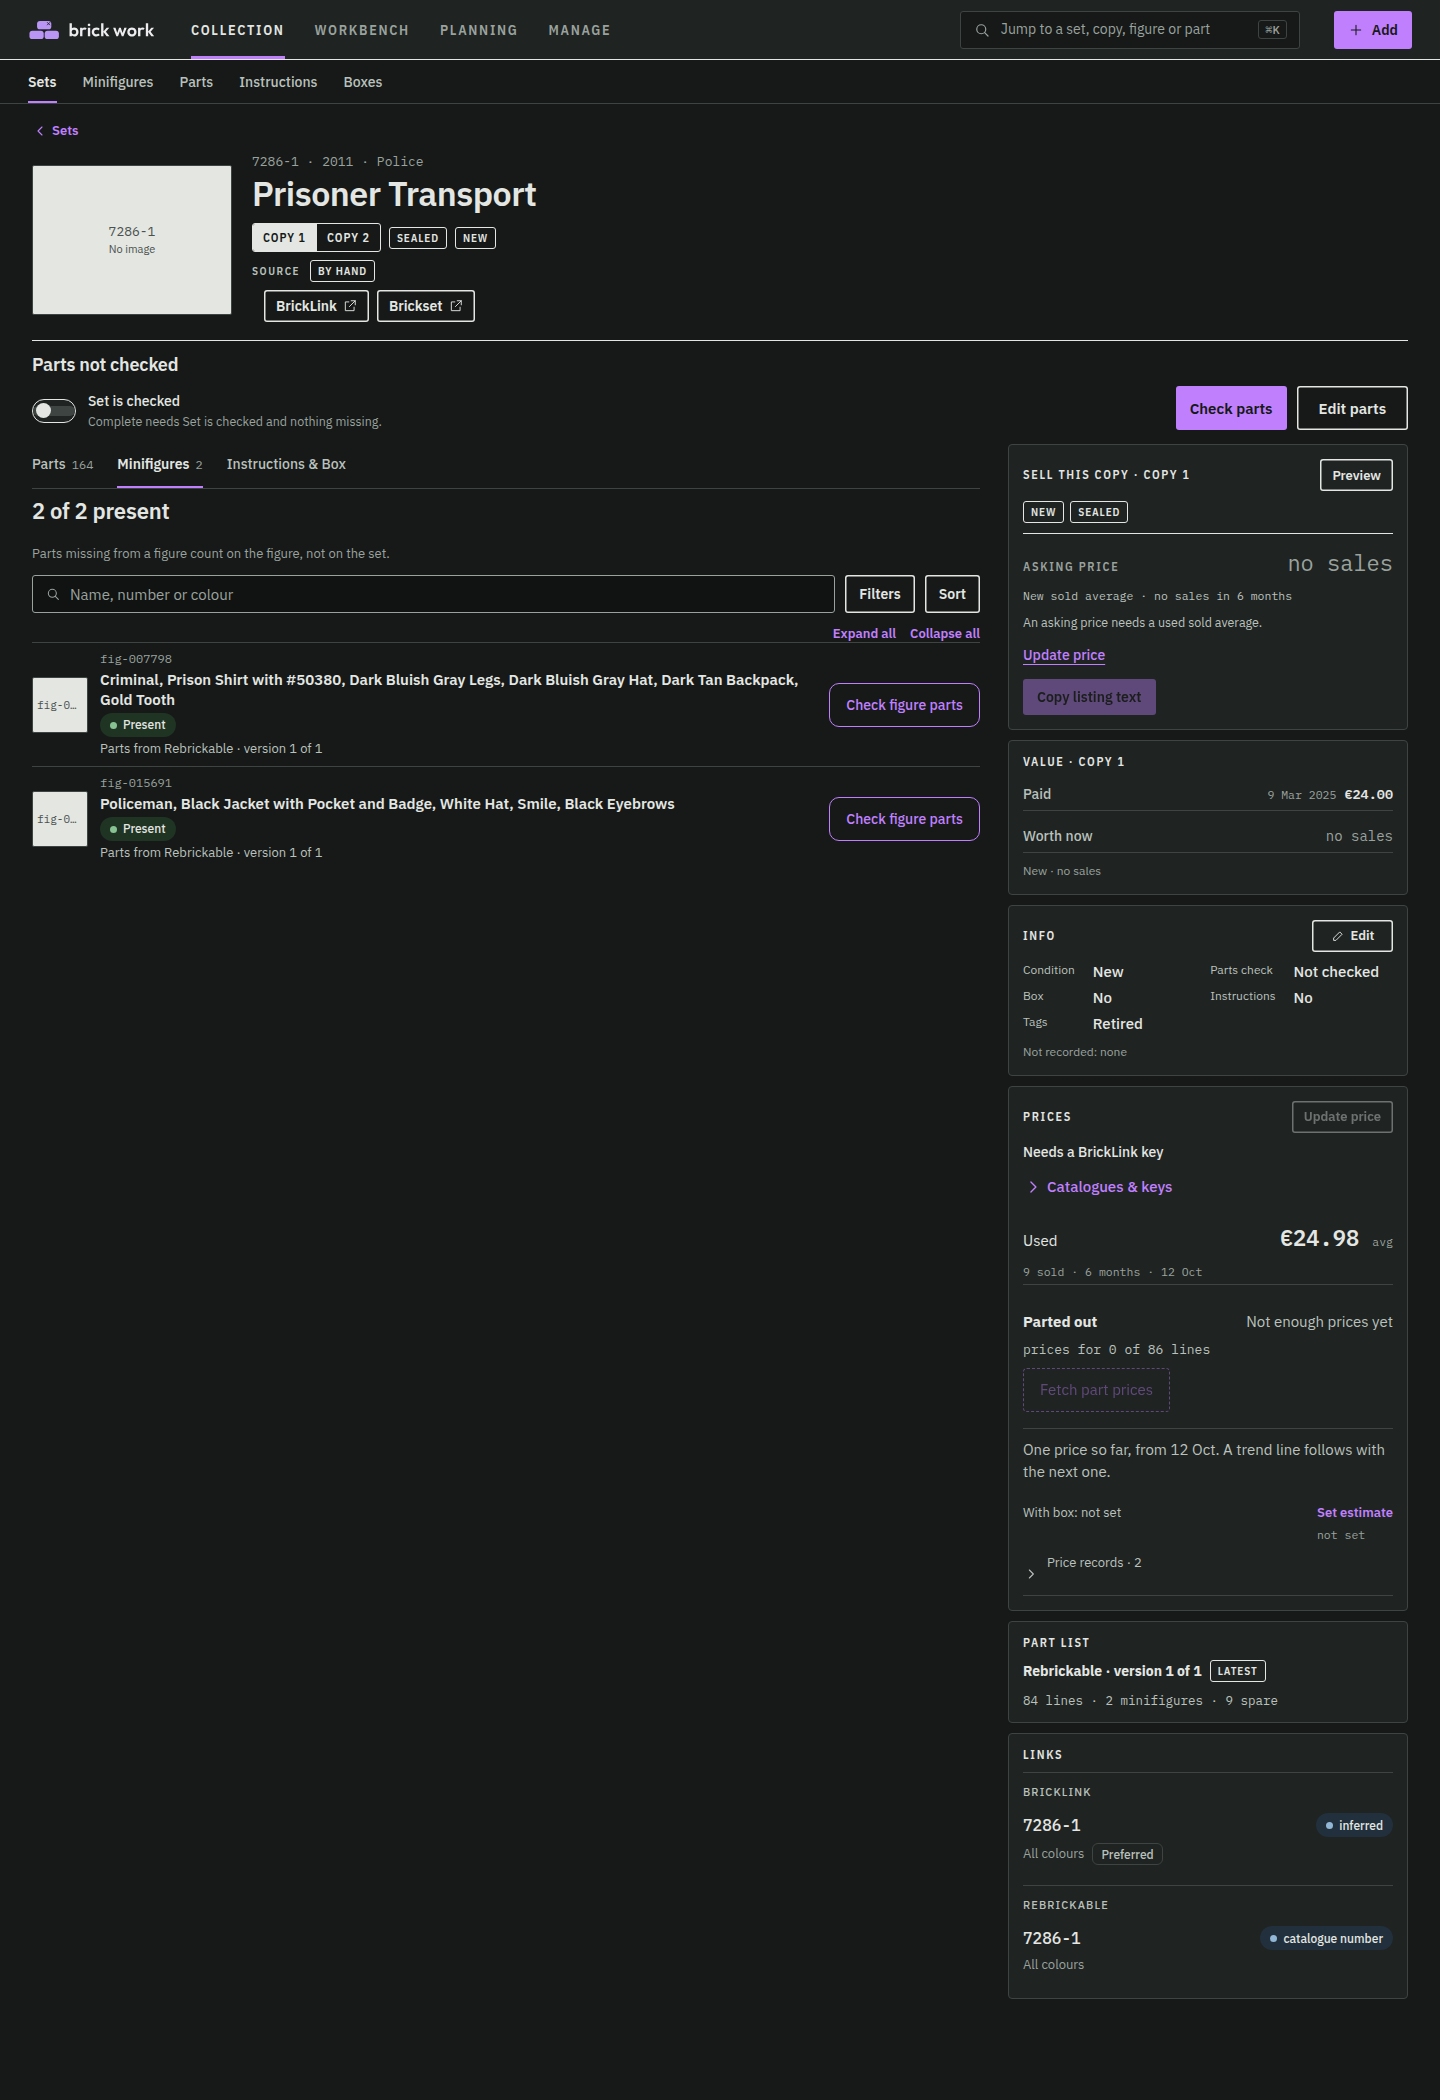 brick work
COLLECTION
WORKBENCH
PLANNING
MANAGE
Jump to a set, copy, figure or part
⌘K
+ Add
Sets
Minifigures
Parts
Instructions
Boxes
Sets
7286-1 · 2011 · Police
Prisoner Transport
7286-1
No image
COPY 1
COPY 2
SEALED
NEW
SOURCE
BY HAND
BrickLink
Brickset
Parts not checked
Set is checked
Complete needs Set is checked and nothing missing.
Check parts
Edit parts
Parts 164
Minifigures 2
Instructions & Box
2 of 2 present
Parts missing from a figure count on the figure, not on the set.
Name, number or colour
Filters
Sort
Expand all
Collapse all
fig-0…
fig-007798
Criminal, Prison Shirt with #50380, Dark Bluish Gray Legs, Dark Bluish Gray Hat, Dark Tan Backpack,
Gold Tooth
Present
Parts from Rebrickable · version 1 of 1
Check figure parts
fig-0…
fig-015691
Policeman, Black Jacket with Pocket and Badge, White Hat, Smile, Black Eyebrows
Present
Parts from Rebrickable · version 1 of 1
Check figure parts
SELL THIS COPY · COPY 1
Preview
NEW
SEALED
ASKING PRICE
no sales
New sold average · no sales in 6 months
An asking price needs a used sold average.
Update price
Copy listing text
VALUE · COPY 1
Paid
9 Mar 2025 €24.00
Worth now
no sales
New · no sales
INFO
Edit
Condition New
Parts check Not checked
Box No
Instructions No
Tags Retired
Not recorded: none
PRICES
Update price
Needs a BrickLink key
Catalogues & keys
Used
€24.98 avg
9 sold · 6 months · 12 Oct
Parted out
Not enough prices yet
prices for 0 of 86 lines
Fetch part prices
One price so far, from 12 Oct. A trend line follows with
the next one.
With box: not set
Set estimate
not set
Price records · 2
PART LIST
Rebrickable · version 1 of 1
LATEST
84 lines · 2 minifigures · 9 spare
LINKS
BRICKLINK
7286-1
inferred
All colours
Preferred
REBRICKABLE
7286-1
catalogue number
All colours